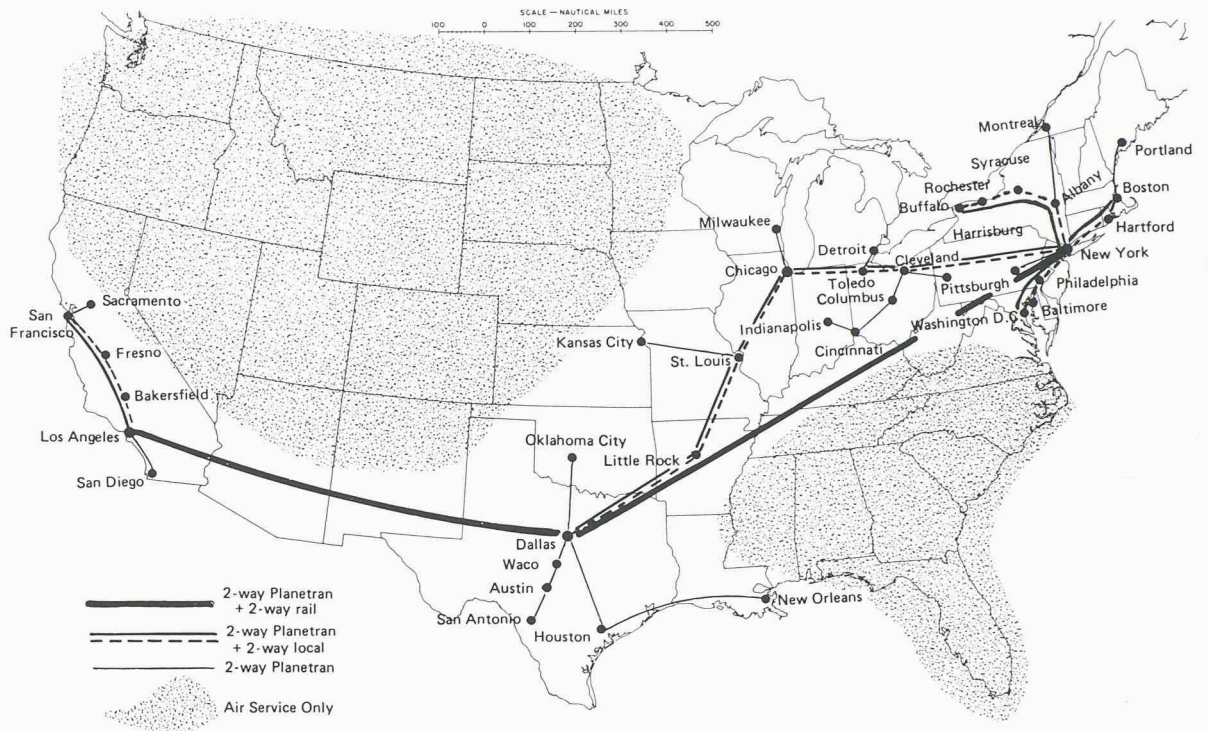 SCALE — NAUTICAL MILES
100 0 100 200 300 400 500
Montreal
Portland
Syracuse
Rochester
Albany
Boston
Buffalo
Hartford
Milwaukee
Harrisburg
Detroit
Cleveland
New York
Chicago
Toledo
Pittsburgh
Philadelphia
Columbus
Sacramento
San
Francisco
Indianapolis
Washington D.C.
Baltimore
Kansas City
Cincinnati
Fresno
St. Louis
Bakersfield
Los Angeles
Oklahoma City
Little Rock
San Diego
Dallas
Waco
Austin
New Orleans
San Antonio
Houston
2-way Planetran
+ 2-way rail
2-way Planetran
+ 2-way local
2-way Planetran
Air Service Only